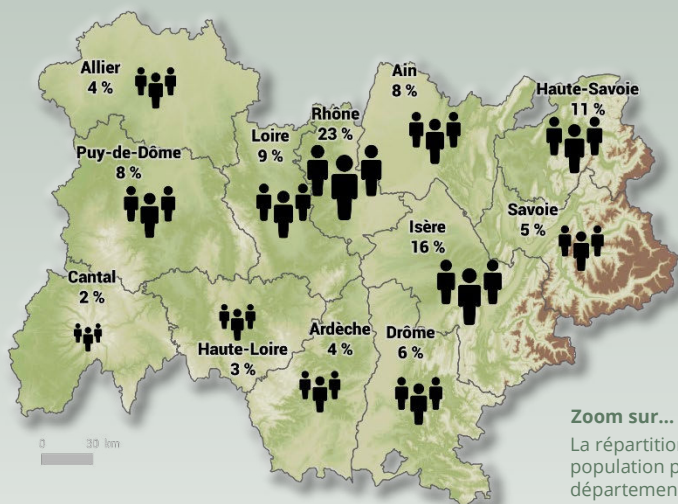 Allier
4 %
Ain
8 %
Haute-Savoie
11 %
Rhône
23 %
Loire
9 %
Puy-de-Dôme
8 %
Savoie
5 %
Isère
16 %
Cantal
2 %
Haute-Loire
3 %
Ardèche
4 %
Drôme
6 %
0 30 km
Zoom sur...
La répartition
population p
départemen